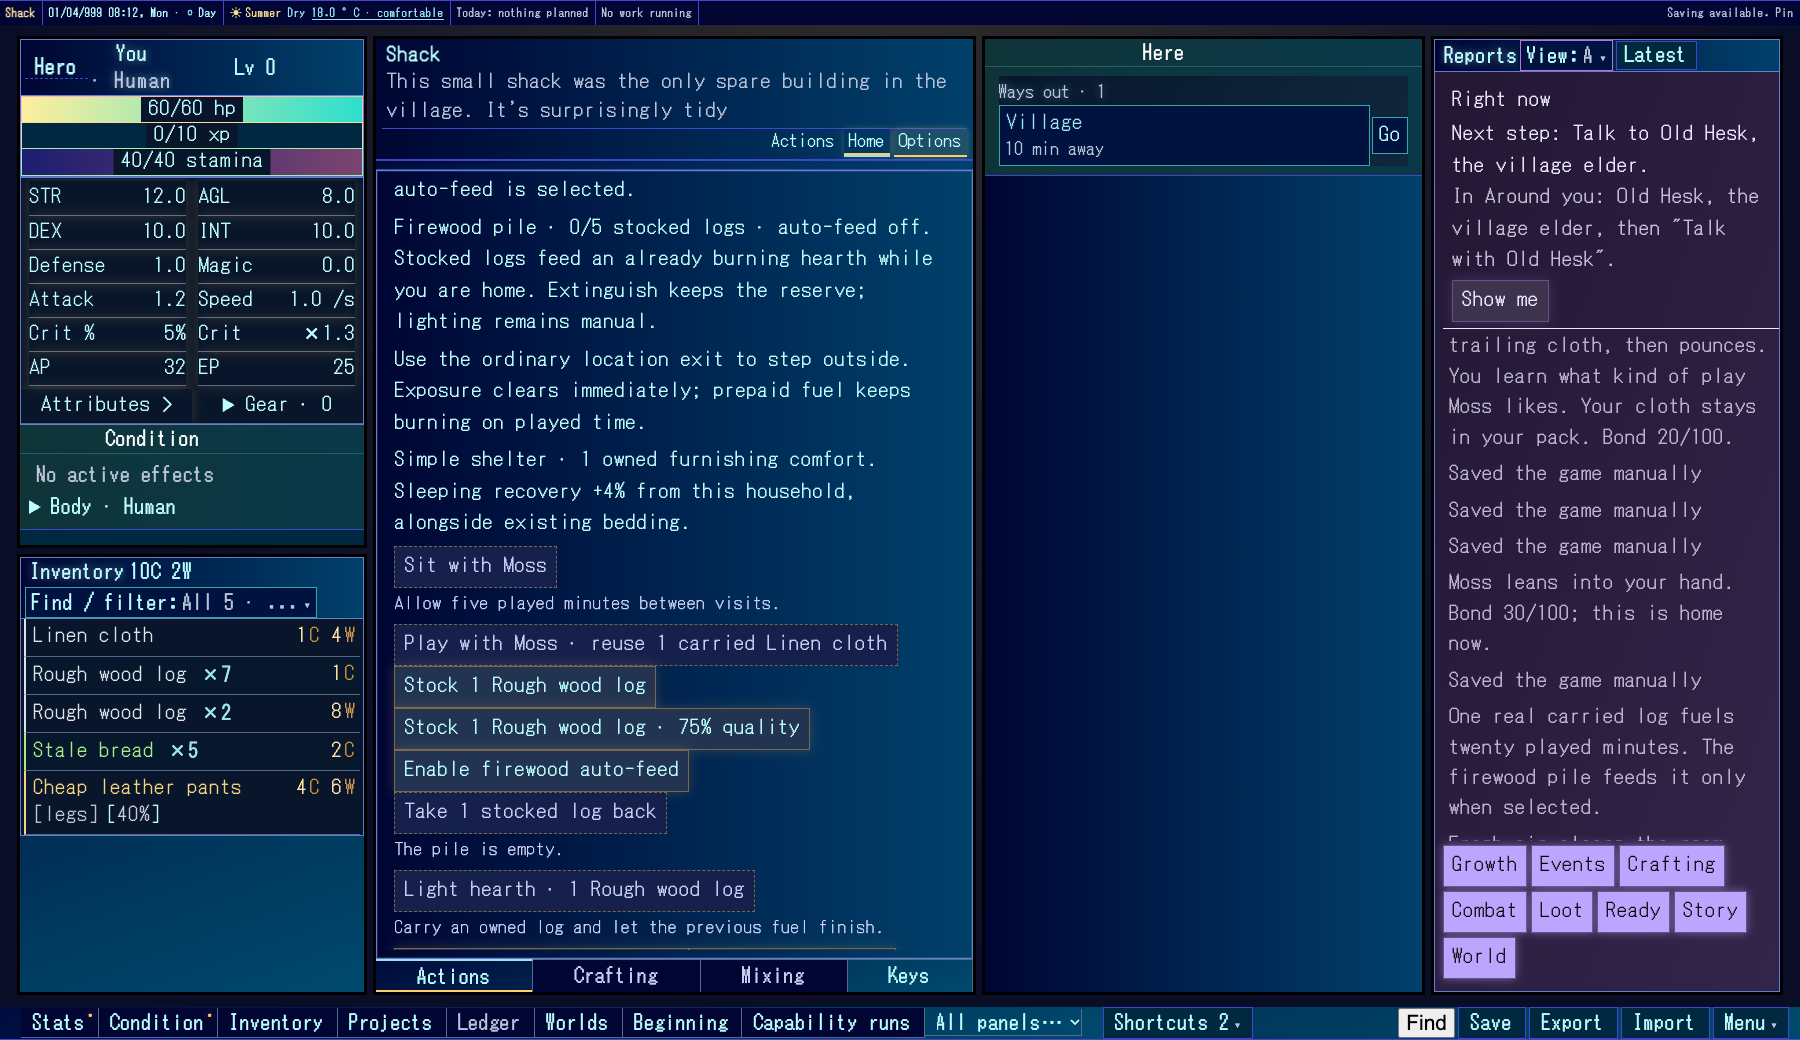 Shack
01/04/999 08:12, Mon · ☼ Day
☀Summer Dry 18.0 ° C · comfortable
Today: nothing planned
No work running
Saving available. Pin
Hero · You Human Lv 0
60/60 hp
0/10 xp
40/40 stamina
STR 12.0 AGL 8.0
DEX 10.0 INT 10.0
Defense 1.0 Magic 0.0
Attack 1.2 Speed 1.0 /s
Crit % 5% Crit ×1.3
AP 32 EP 25
Attributes > ▶ Gear · 0
Condition
No active effects
▶ Body · Human
Inventory 10C 2W
Find / filter: All 5 · ... ▾
Linen cloth 1C 4W
Rough wood log ×7 1C
Rough wood log ×2 8W
Stale bread ×5 2C
Cheap leather pants 4C 6W
[legs] [40%]
Shack
This small shack was the only spare building in the
village. It's surprisingly tidy
Actions Home Options
auto-feed is selected.
Firewood pile · 0/5 stocked logs · auto-feed off.
Stocked logs feed an already burning hearth while
you are home. Extinguish keeps the reserve;
lighting remains manual.
Use the ordinary location exit to step outside.
Exposure clears immediately; prepaid fuel keeps
burning on played time.
Simple shelter · 1 owned furnishing comfort.
Sleeping recovery +4% from this household,
alongside existing bedding.
Sit with Moss
Allow five played minutes between visits.
Play with Moss · reuse 1 carried Linen cloth
Stock 1 Rough wood log
Stock 1 Rough wood log · 75% quality
Enable firewood auto-feed
Take 1 stocked log back
The pile is empty.
Light hearth · 1 Rough wood log
Carry an owned log and let the previous fuel finish.
Actions Crafting Mixing Keys
Here
Ways out · 1
Village
10 min away
Go
Reports View: A ▾ Latest
Right now
Next step: Talk to Old Hesk,
the village elder.
In Around you: Old Hesk, the
village elder, then "Talk
with Old Hesk".
Show me
trailing cloth, then pounces.
You learn what kind of play
Moss likes. Your cloth stays
in your pack. Bond 20/100.
Saved the game manually
Saved the game manually
Saved the game manually
Moss leans into your hand.
Bond 30/100; this is home
now.
Saved the game manually
One real carried log fuels
twenty played minutes. The
firewood pile feeds it only
when selected.
Growth Events Crafting
Combat Loot Ready Story
World
Stats Condition Inventory Projects Ledger Worlds Beginning Capability runs All panels… Shortcuts 2 ▾ Find Save Export Import Menu ▾